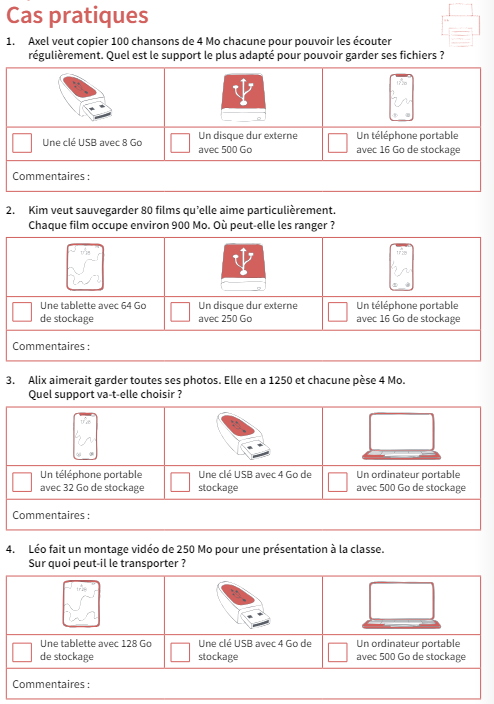 Cas pratiques
1. Axel veut copier 100 chansons de 4 Mo chacune pour pouvoir les écouter
régulièrement. Quel est le support le plus adapté pour pouvoir garder ses fichiers ?
Une clé USB avec 8 Go
Un disque dur externe
avec 500 Go
Un téléphone portable
avec 16 Go de stockage
Commentaires :
2. Kim veut sauvegarder 80 films qu'elle aime particulièrement.
Chaque film occupe environ 900 Mo. Où peut-elle les ranger ?
Une tablette avec 64 Go
de stockage
Un disque dur externe
avec 250 Go
Un téléphone portable
avec 16 Go de stockage
Commentaires :
3. Alix aimerait garder toutes ses photos. Elle en a 1250 et chacune pèse 4 Mo.
Quel support va-t-elle choisir ?
Un téléphone portable
avec 32 Go de stockage
Une clé USB avec 4 Go de
stockage
Un ordinateur portable
avec 500 Go de stockage
Commentaires :
4. Léo fait un montage vidéo de 250 Mo pour une présentation à la classe.
Sur quoi peut-il le transporter ?
Une tablette avec 128 Go
de stockage
Une clé USB avec 4 Go de
stockage
Un ordinateur portable
avec 500 Go de stockage
Commentaires :